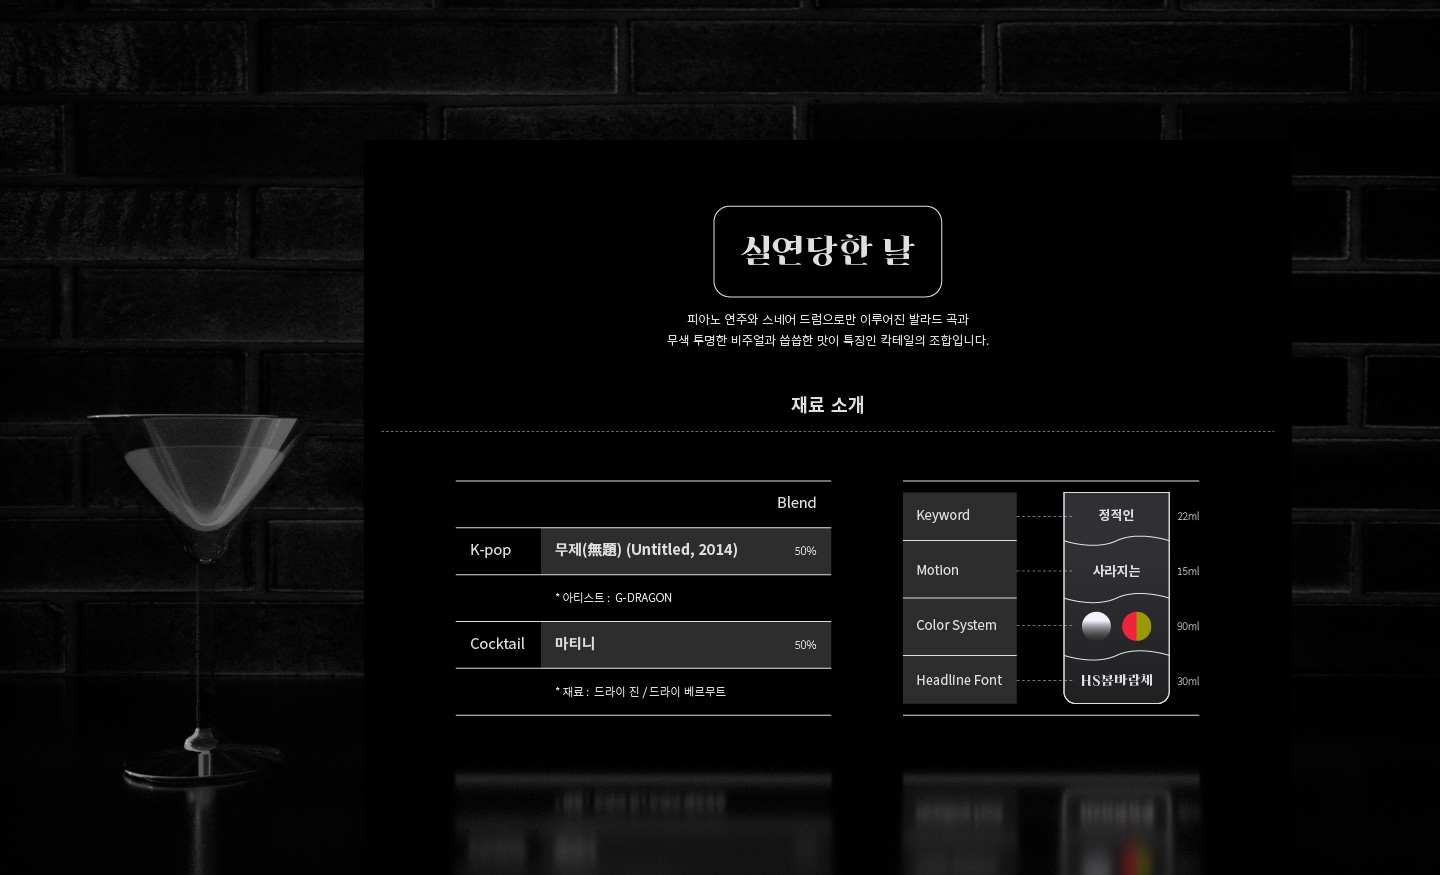 실연당한 날
피아노 연주와 스네어 드럼으로만 이루어진 발라드 곡과
무색 투명한 비주얼과 씁쓸한 맛이 특징인 칵테일의 조합입니다.
재료 소개
Blend
K-pop 무제(無題) (Untitled, 2014) 50%
* 아티스트 : G-DRAGON
Cocktail 마티니 50%
* 재료 : 드라이 진 / 드라이 베르무트
Keyword 정적인 22ml
Motion 사라지는 15ml
Color System 90ml
Headline Font HS봄바람체 30ml